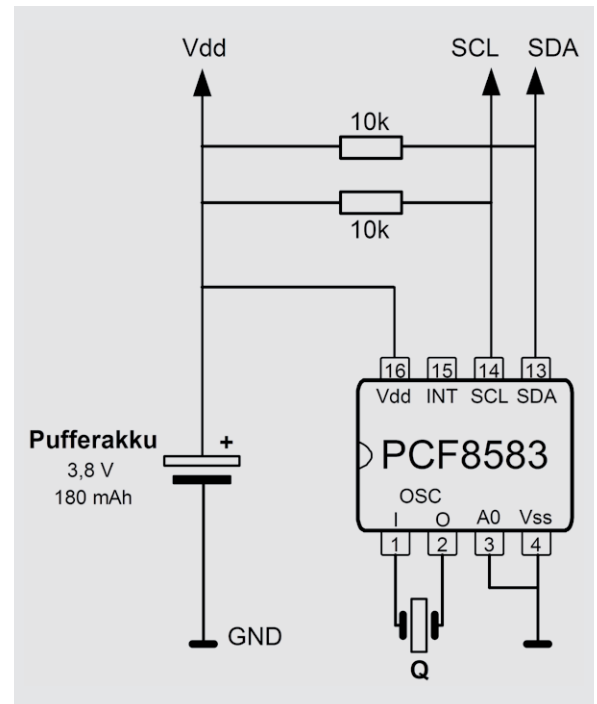 Vdd SCL SDA
10k
10k
16 15 14 13
Vdd INT SCL SDA
Pufferakku +
3,8 V
180 mAh
PCF8583
OSC
I O A0 Vss
1 2 3 4
GND
Q